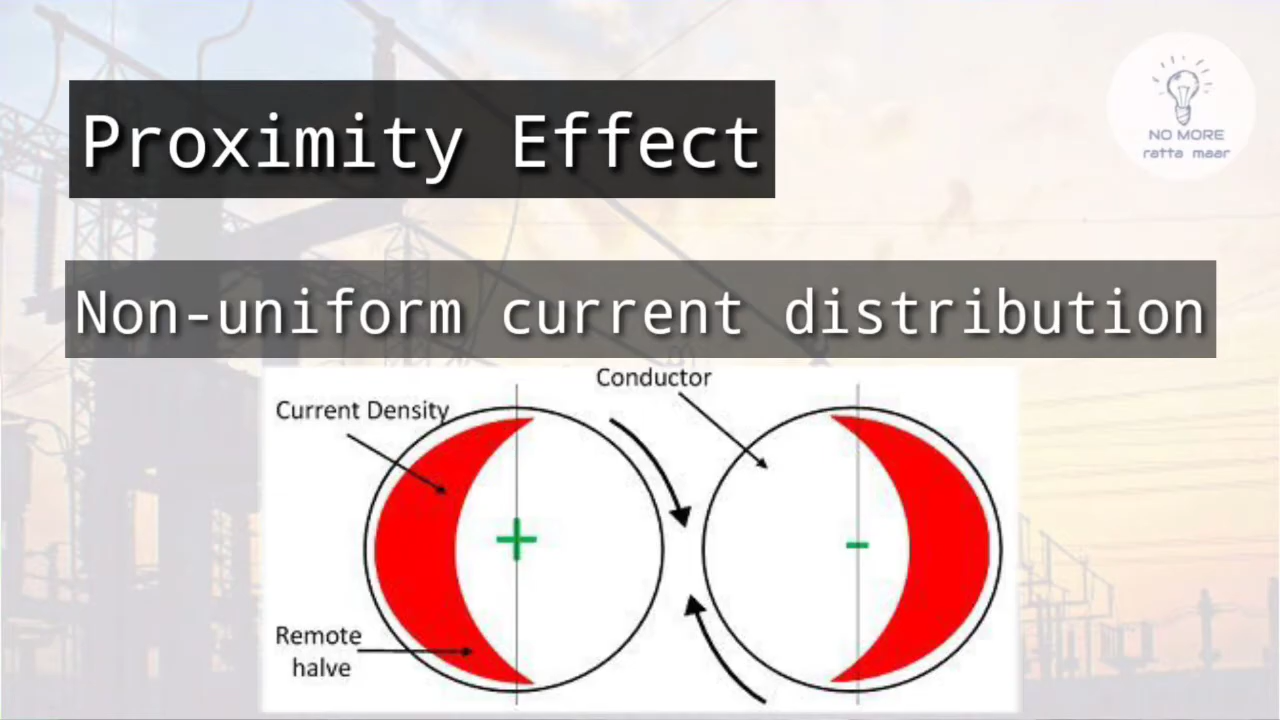 Proximity Effect
NO MORE
ratta maar
Non-uniform current distribution
Conductor
Current Density
+
-
Remote
halve